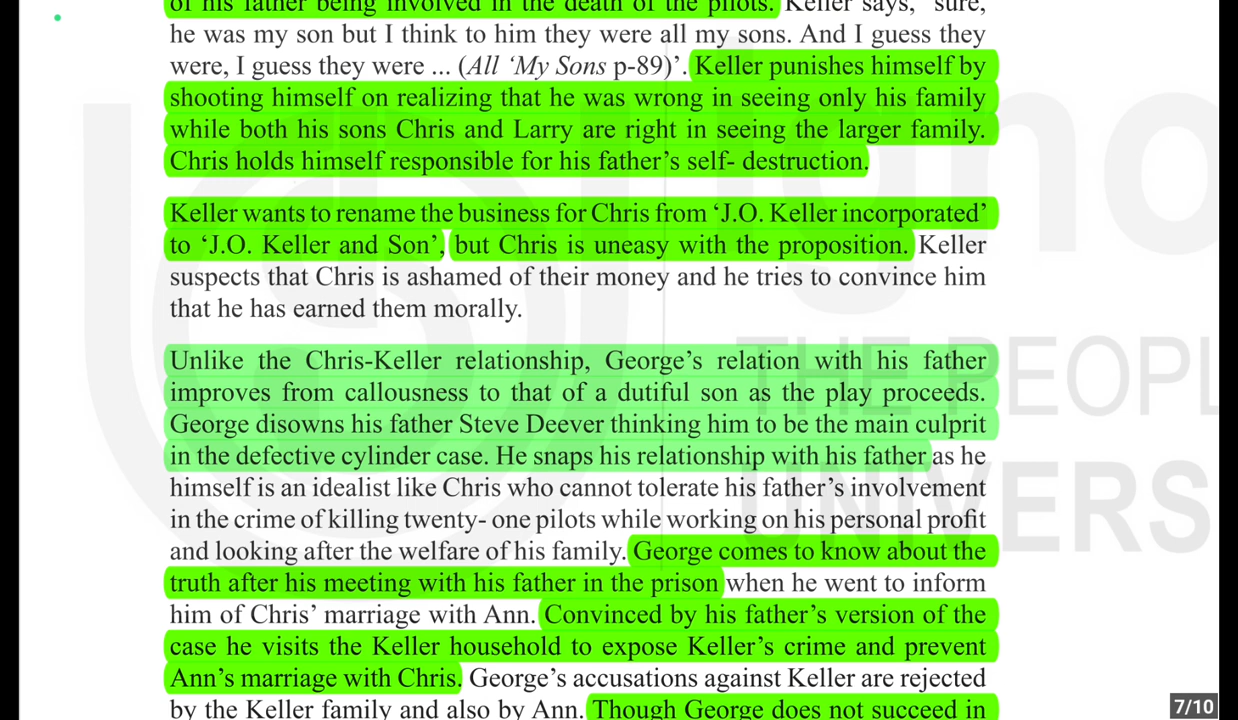 of his father being involved in the death of the pilots. Keller says, “sure,
he was my son but I think to him they were all my sons. And I guess they
were, I guess they were ... (All ‘My Sons p-89)’. Keller punishes himself by
shooting himself on realizing that he was wrong in seeing only his family
while both his sons Chris and Larry are right in seeing the larger family.
Chris holds himself responsible for his father’s self- destruction.
Keller wants to rename the business for Chris from ‘J.O. Keller incorporated’
to ‘J.O. Keller and Son’, but Chris is uneasy with the proposition. Keller
suspects that Chris is ashamed of their money and he tries to convince him
that he has earned them morally.
Unlike the Chris-Keller relationship, George’s relation with his father
improves from callousness to that of a dutiful son as the play proceeds.
George disowns his father Steve Deever thinking him to be the main culprit
in the defective cylinder case. He snaps his relationship with his father as he
himself is an idealist like Chris who cannot tolerate his father’s involvement
in the crime of killing twenty- one pilots while working on his personal profit
and looking after the welfare of his family. George comes to know about the
truth after his meeting with his father in the prison when he went to inform
him of Chris’ marriage with Ann. Convinced by his father’s version of the
case he visits the Keller household to expose Keller’s crime and prevent
Ann’s marriage with Chris. George’s accusations against Keller are rejected
by the Keller family and also by Ann. Though George does not succeed in
igno
THE PEOPL
UNIVERS
7/10